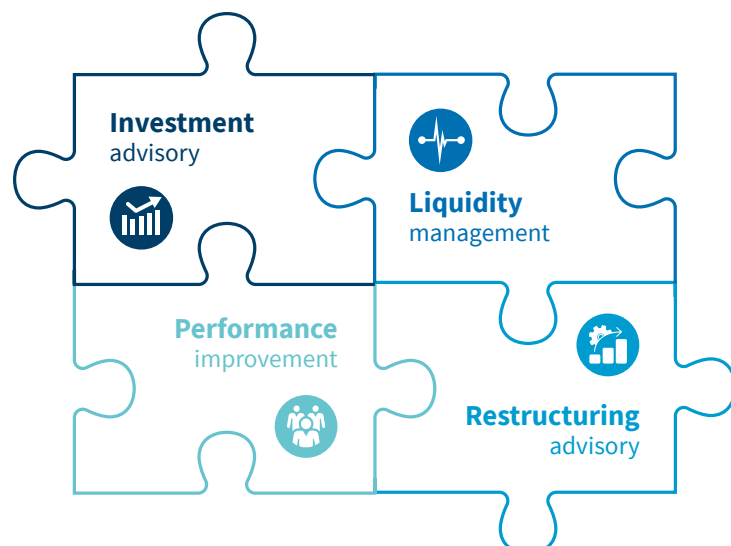 Investment
advisory
Liquidity
management
Performance
improvement
Restructuring
advisory